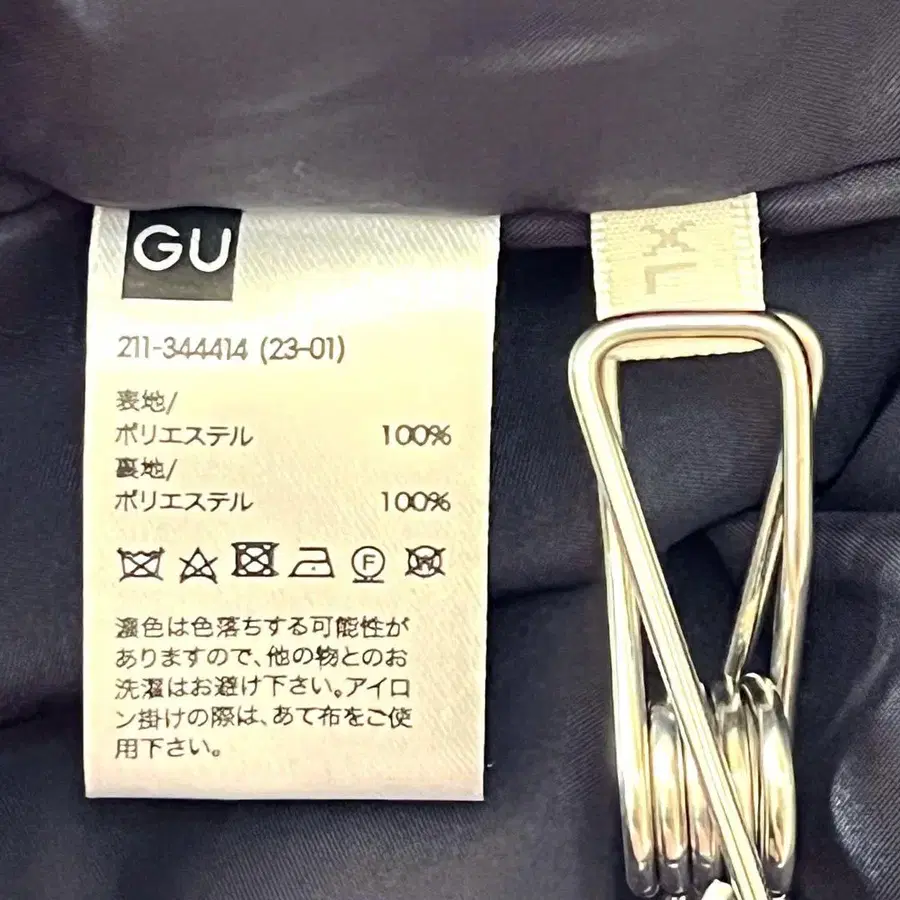 GU
XL
211-344414 (23-01)
表地/
ポリエステル 100%
裏地/
ポリエステル 100%
F
W
濃色は色落ちする可能性が
ありますので、他の物とのお
洗濯はお避け下さい。アイロ
ン掛けの際は、あて布をご使
用下さい。